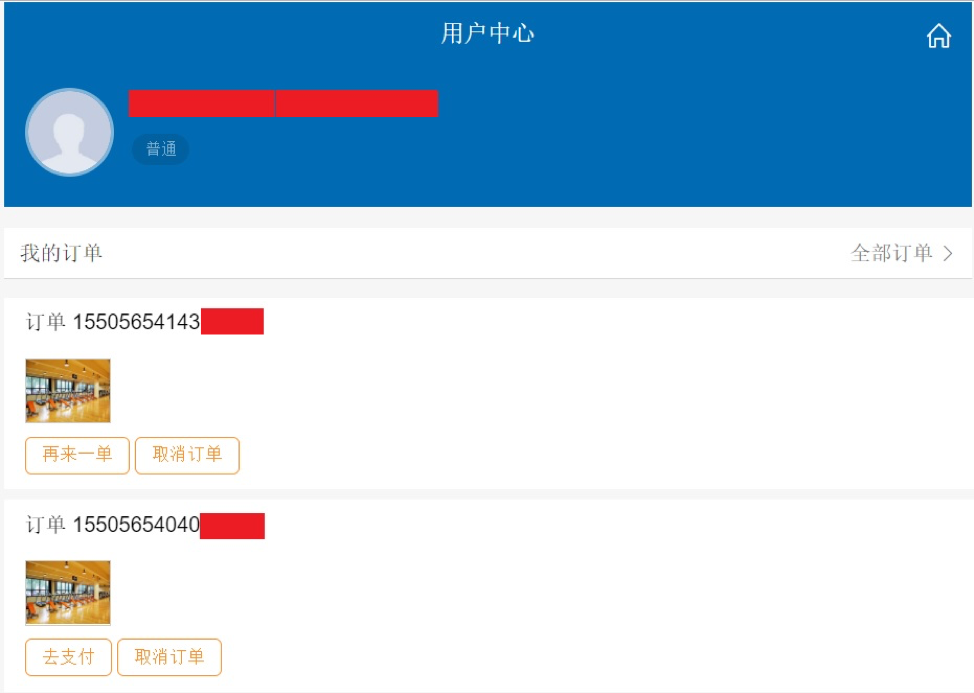 用户中心
普通
我的订单 全部订单
订单 15505654143
再来一单 取消订单
订单 15505654040
去支付 取消订单